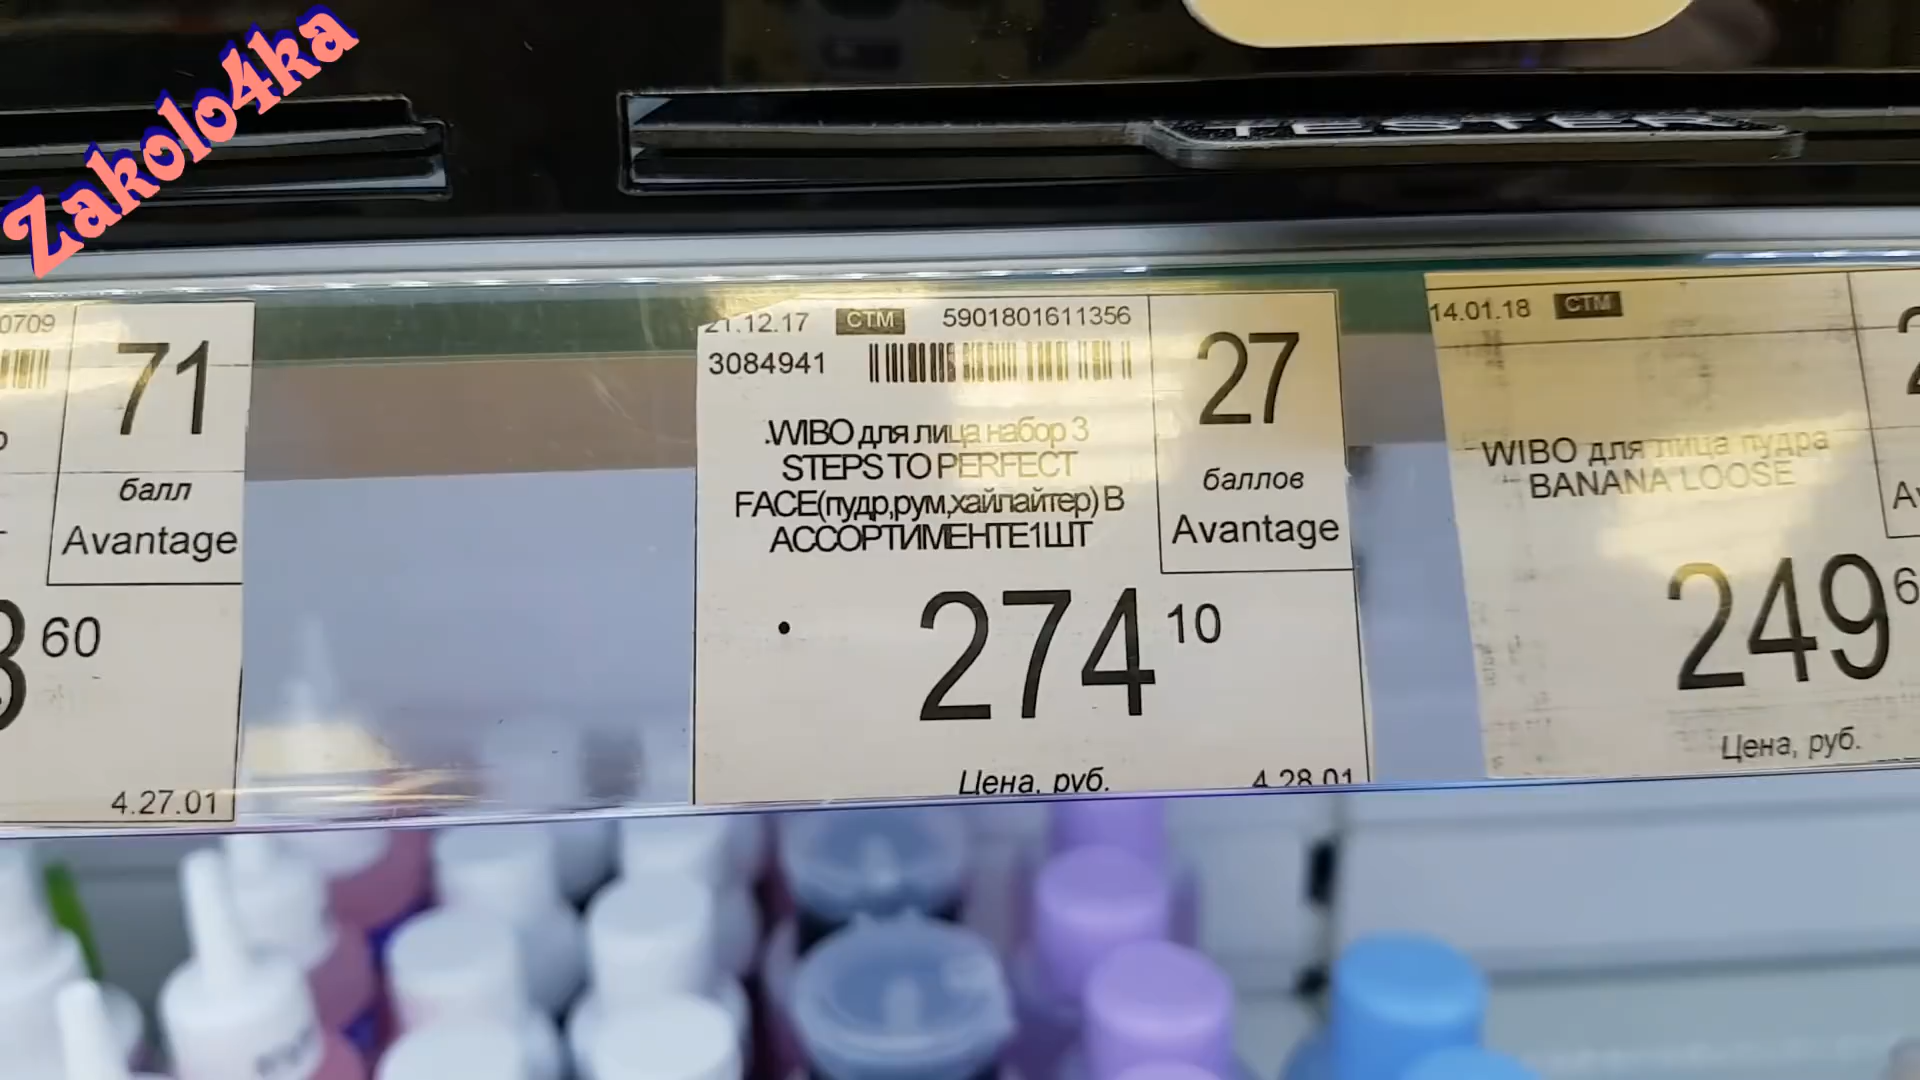 Zakolo4ka
TESTER
0709
71
балл
Avantage
60
4.27.01
21.12.17 СТМ 5901801611356
3084941
27
баллов
Avantage
.WIBO для лица набор 3
STEPS TO PERFECT
FACE(пудр,рум,хайлайтер) В
АССОРТИМЕНТЕ1ШТ
274 10
Цена, руб.
4.28.01
14.01.18 СТМ
WIBO для лица пудра
BANANA LOOSE
249
Цена, руб.